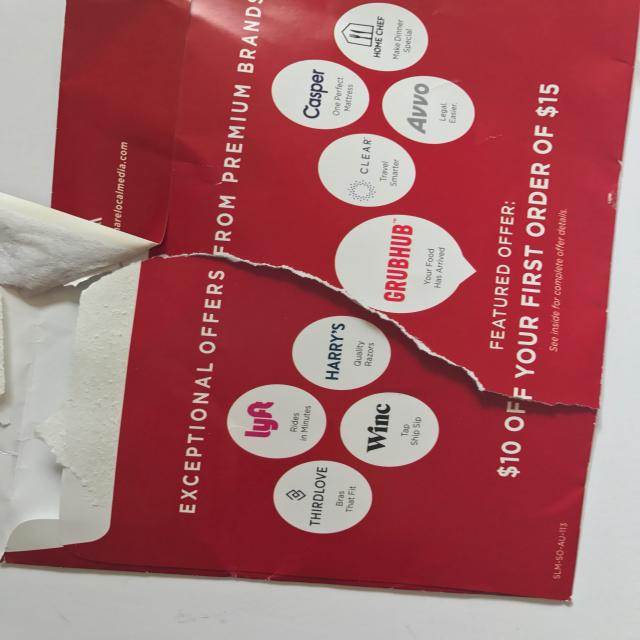 EXCEPTIONAL OFFERS FROM PREMIUM BRANDS
THIRDLOVE
Bras
That Fit
lyft
Rides
in Minutes
Winc
Tap
Ship Sip
HARRY'S
Quality
Razors
GRUBHUB™
Your Food
Has Arrived
CLEAR
Travel
Smarter
Casper
One Perfect
Mattress
Avvo
Legal.
Easier.
HOME CHEF
Make Dinner
Special
FEATURED OFFER:
$10 OFF YOUR FIRST ORDER OF $15
See inside for complete offer details.
SLM-SO-AU-113
arelocalmedia.com